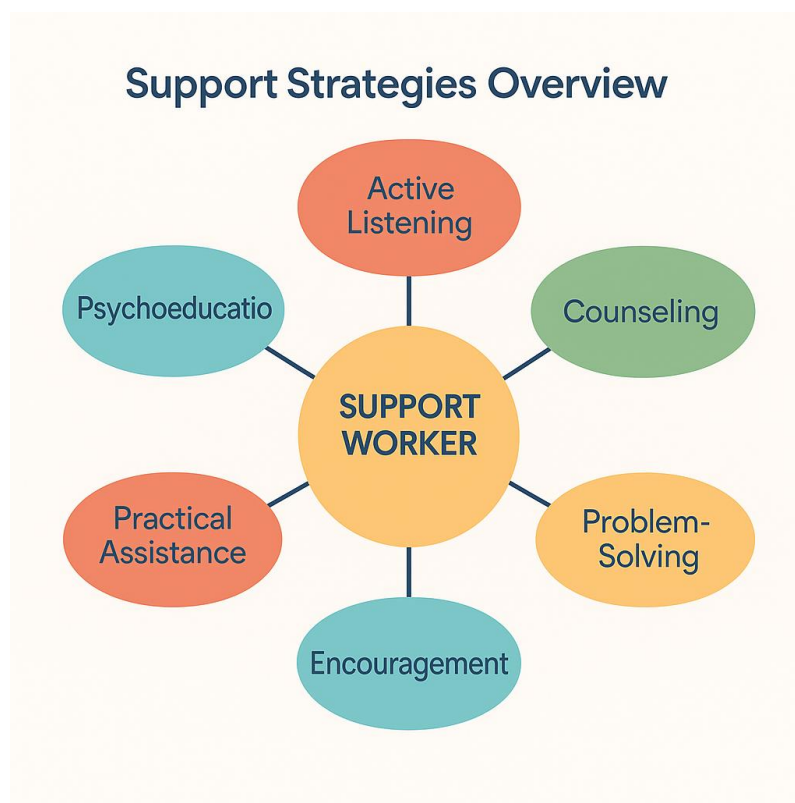 Support Strategies Overview
Active
Listening
Psychoeducatio
Counseling
SUPPORT
WORKER
Practical
Assistance
Problem-
Solving
Encouragement